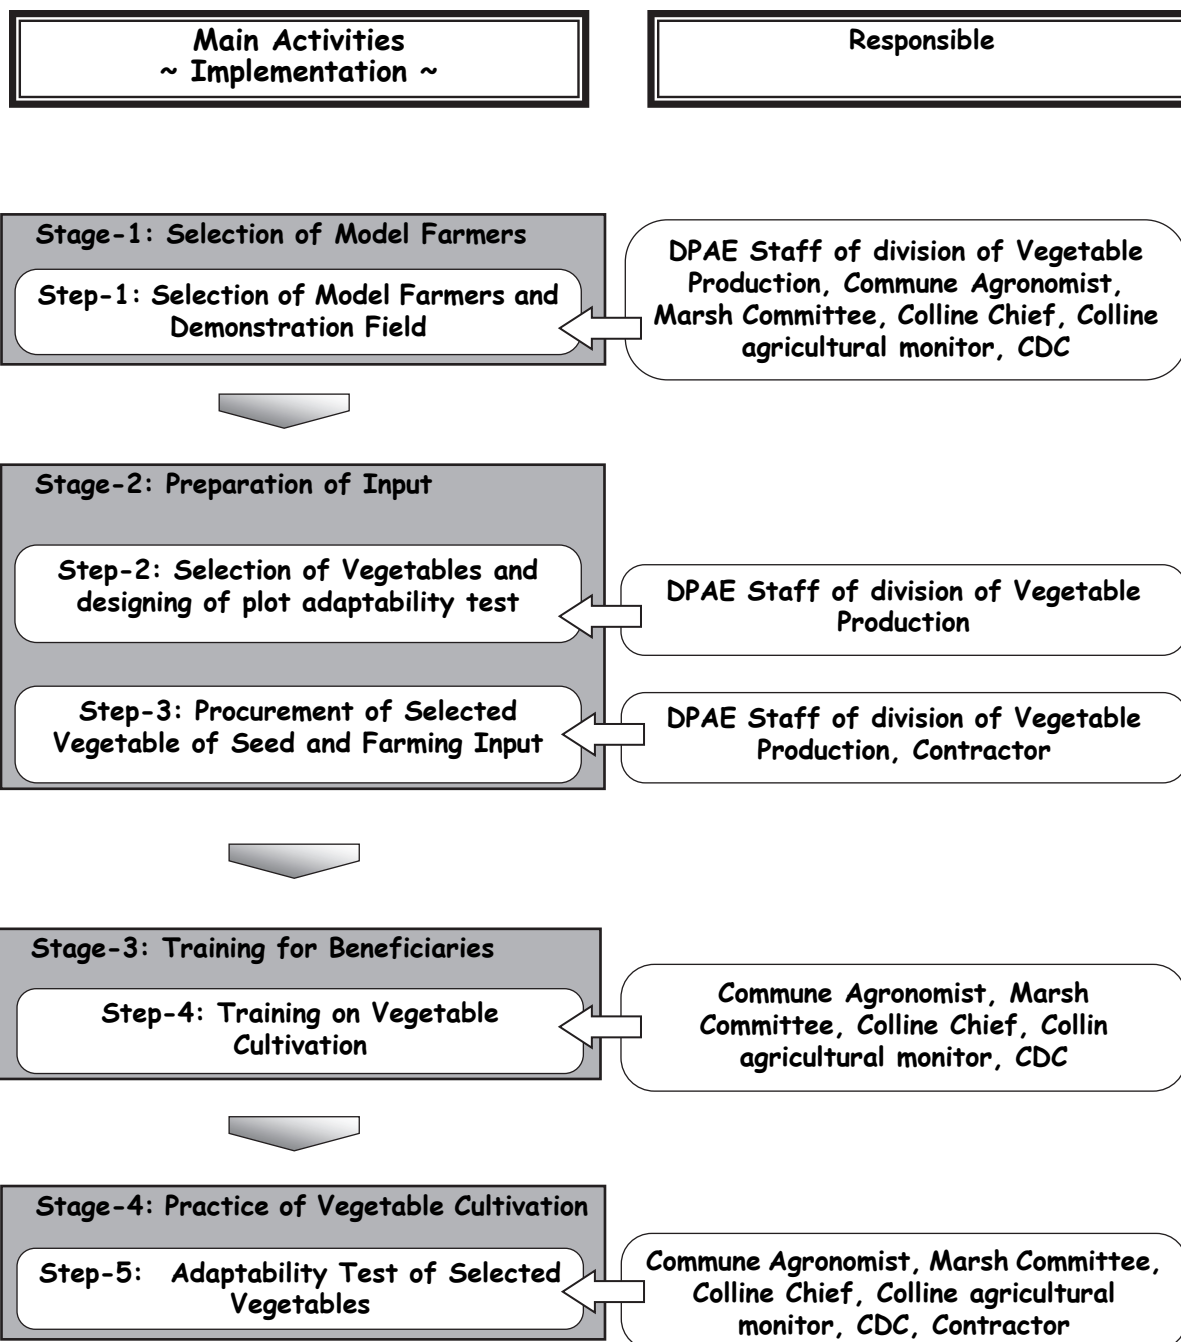 Main Activities
~ Implementation ~
Responsible
Stage-1: Selection of Model Farmers
Step-1: Selection of Model Farmers and
Demonstration Field
DPAE Staff of division of Vegetable
Production, Commune Agronomist,
Marsh Committee, Colline Chief, Colline
agricultural monitor, CDC
Stage-2: Preparation of Input
Step-2: Selection of Vegetables and
designing of plot adaptability test
DPAE Staff of division of Vegetable
Production
Step-3: Procurement of Selected
Vegetable of Seed and Farming Input
DPAE Staff of division of Vegetable
Production, Contractor
Stage-3: Training for Beneficiaries
Step-4: Training on Vegetable
Cultivation
Commune Agronomist, Marsh
Committee, Colline Chief, Collin
agricultural monitor, CDC
Stage-4: Practice of Vegetable Cultivation
Step-5: Adaptability Test of Selected
Vegetables
Commune Agronomist, Marsh Committee,
Colline Chief, Colline agricultural
monitor, CDC, Contractor